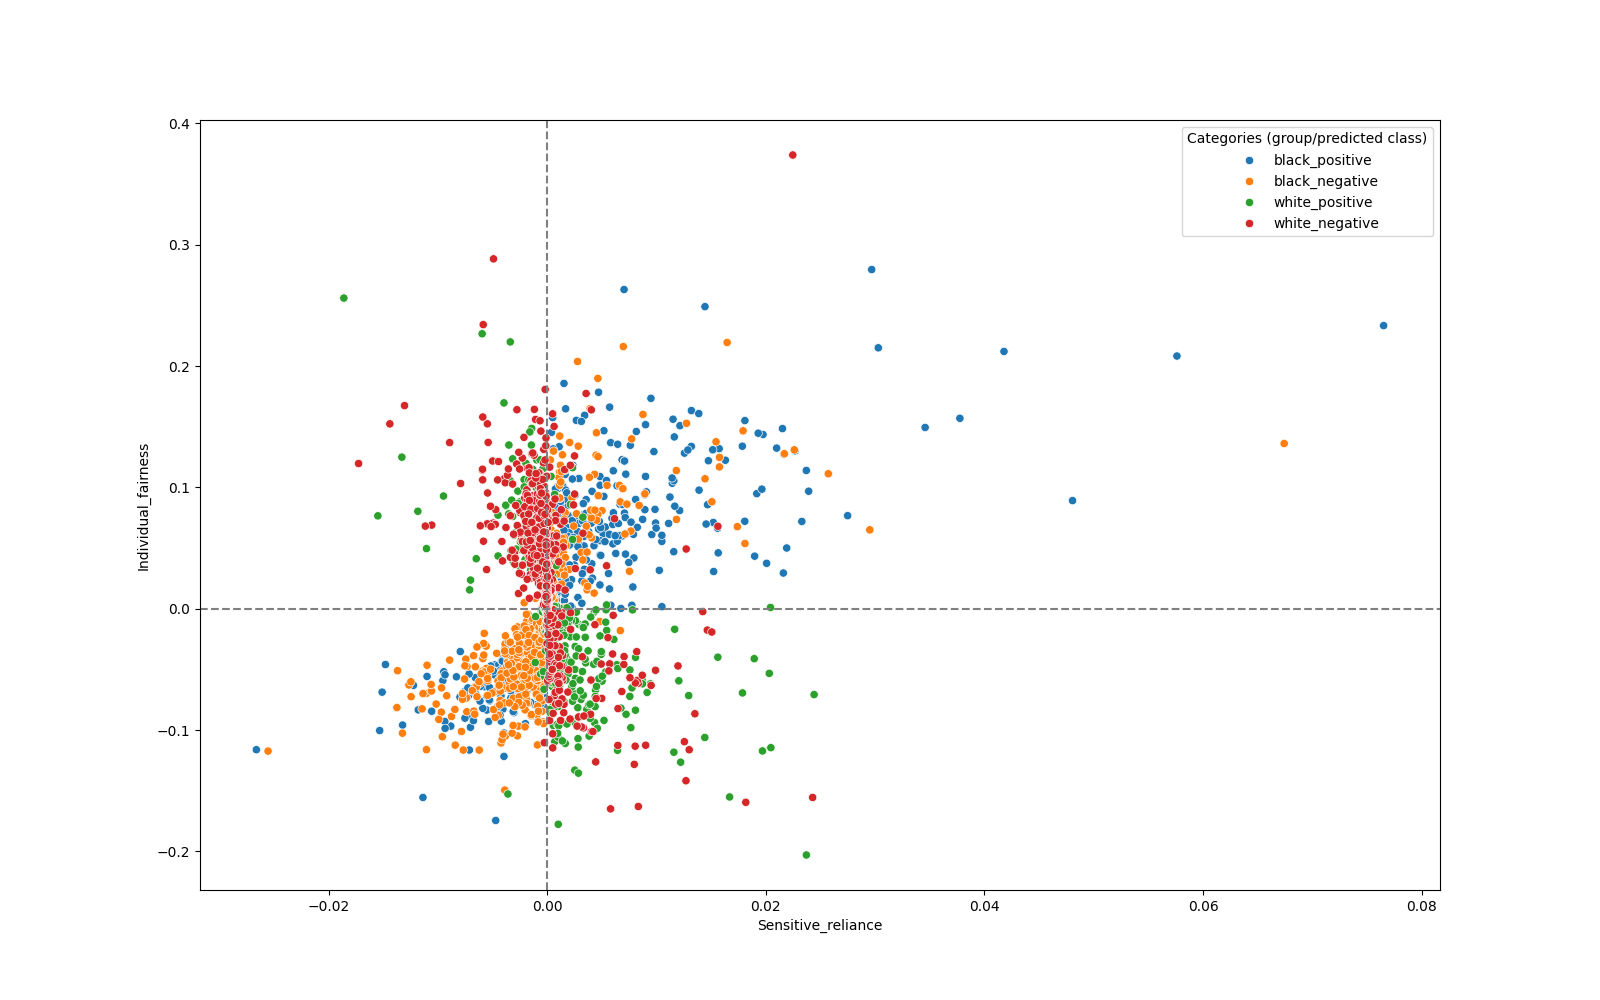 Categories (group/predicted class)
black_positive
black_negative
white_positive
white_negative
0.4
0.3
0.2
0.1
0.0
−0.1
−0.2
Individual_fairness
−0.02
0.00
0.02
0.04
0.06
0.08
Sensitive_reliance